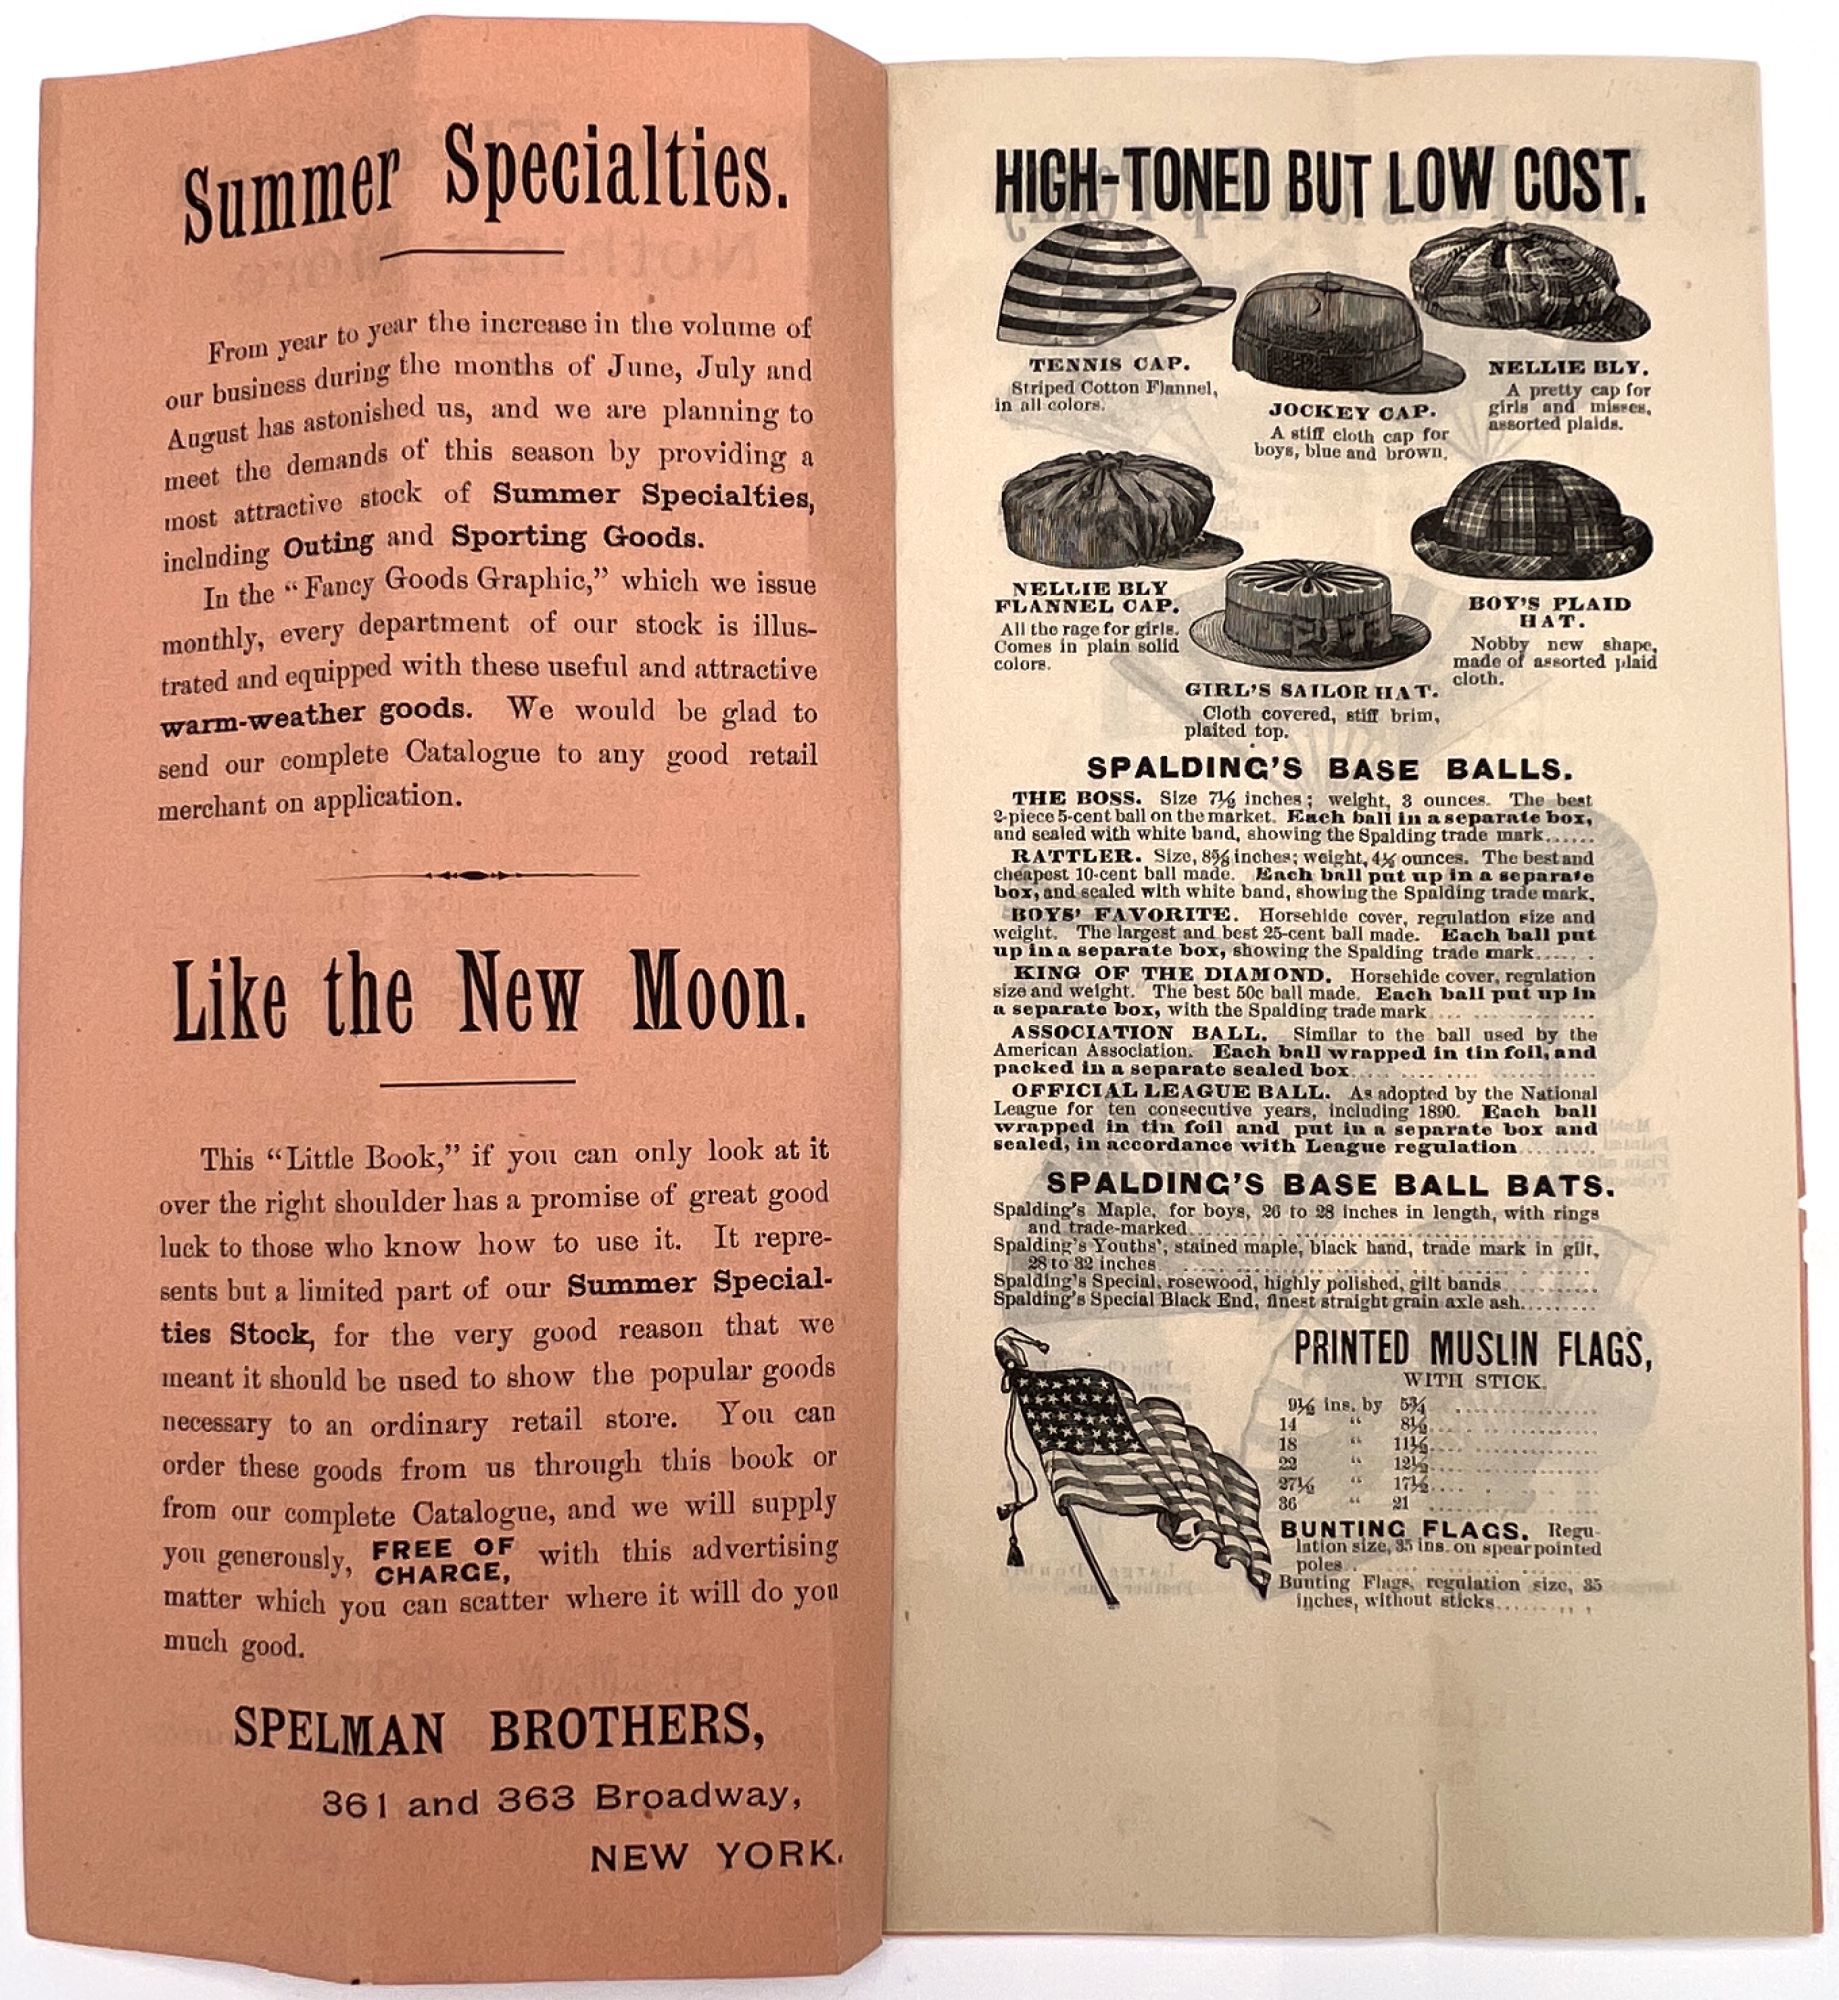 Summer Specialties.
From year to year the increase in the volume of
our business during the months of June, July and
August has astonished us, and we are planning to
meet the demands of this season by providing a
most attractive stock of Summer Specialties,
including Outing and Sporting Goods.
In the “Fancy Goods Graphic,” which we issue
monthly, every department of our stock is illus-
trated and equipped with these useful and attractive
warm-weather goods. We would be glad to
send our complete Catalogue to any good retail
merchant on application.
Like the New Moon.
This “Little Book,” if you can only look at it
over the right shoulder has a promise of great good
luck to those who know how to use it. It repre-
sents but a limited part of our Summer Special-
ties Stock, for the very good reason that we
meant it should be used to show the popular goods
necessary to an ordinary retail store. You can
order these goods from us through this book or
from our complete Catalogue, and we will supply
you generously, FREE OF CHARGE, with this advertising
matter which you can scatter where it will do you
much good.
SPELMAN BROTHERS,
361 and 363 Broadway,
NEW YORK.
HIGH-TONED BUT LOW COST.
TENNIS CAP.
Striped Cotton Flannel,
in all colors.
JOCKEY CAP.
A stiff cloth cap for
boys, blue and brown.
NELLIE BLY.
A pretty cap for
girls and misses,
assorted plaids.
NELLIE BLY
FLANNEL CAP.
All the rage for girls.
Comes in plain solid
colors.
GIRL'S SAILOR HAT.
Cloth covered, stiff brim,
plaited top.
BOY'S PLAID
HAT.
Nobby new shape,
made of assorted plaid
cloth.
SPALDING'S BASE BALLS.
THE BOSS. Size 7½ inches; weight, 3 ounces. The best
2-piece 5-cent ball on the market. Each ball in a separate box,
and sealed with white band, showing the Spalding trade mark......
RATTLER. Size, 8⅝ inches; weight, 4½ ounces. The best and
cheapest 10-cent ball made. Each ball put up in a separate
box, and sealed with white band, showing the Spalding trade mark.
BOYS' FAVORITE. Horsehide cover, regulation size and
weight. The largest and best 25-cent ball made. Each ball put
up in a separate box, showing the Spalding trade mark.......
KING OF THE DIAMOND. Horsehide cover, regulation
size and weight. The best 50c ball made. Each ball put up in
a separate box, with the Spalding trade mark....................
ASSOCIATION BALL. Similar to the ball used by the
American Association. Each ball wrapped in tin foil, and
packed in a separate sealed box..............................
OFFICIAL LEAGUE BALL. As adopted by the National
League for ten consecutive years, including 1890. Each ball
wrapped in tin foil and put in a separate box and
sealed, in accordance with League regulation.........
SPALDING'S BASE BALL BATS.
Spalding's Maple, for boys, 26 to 28 inches in length, with rings
and trade-marked..................................................
Spalding's Youths', stained maple, black hand, trade mark in gilt,
28 to 32 inches ..................................................
Spalding's Special, rosewood, highly polished, gilt bands...........
Spalding's Special Black End, finest straight grain axle ash.........
PRINTED MUSLIN FLAGS,
WITH STICK.
9½ ins. by 5¾ ....................
14 “ 8½....................
18 “ 11½....................
22 “ 12½....................
27½ “ 17½....................
36 “ 21 ....................
BUNTING FLAGS. Regu-
lation size, 35 ins. on spear pointed
poles..............................
Bunting Flags, regulation size, 35
inches, without sticks............